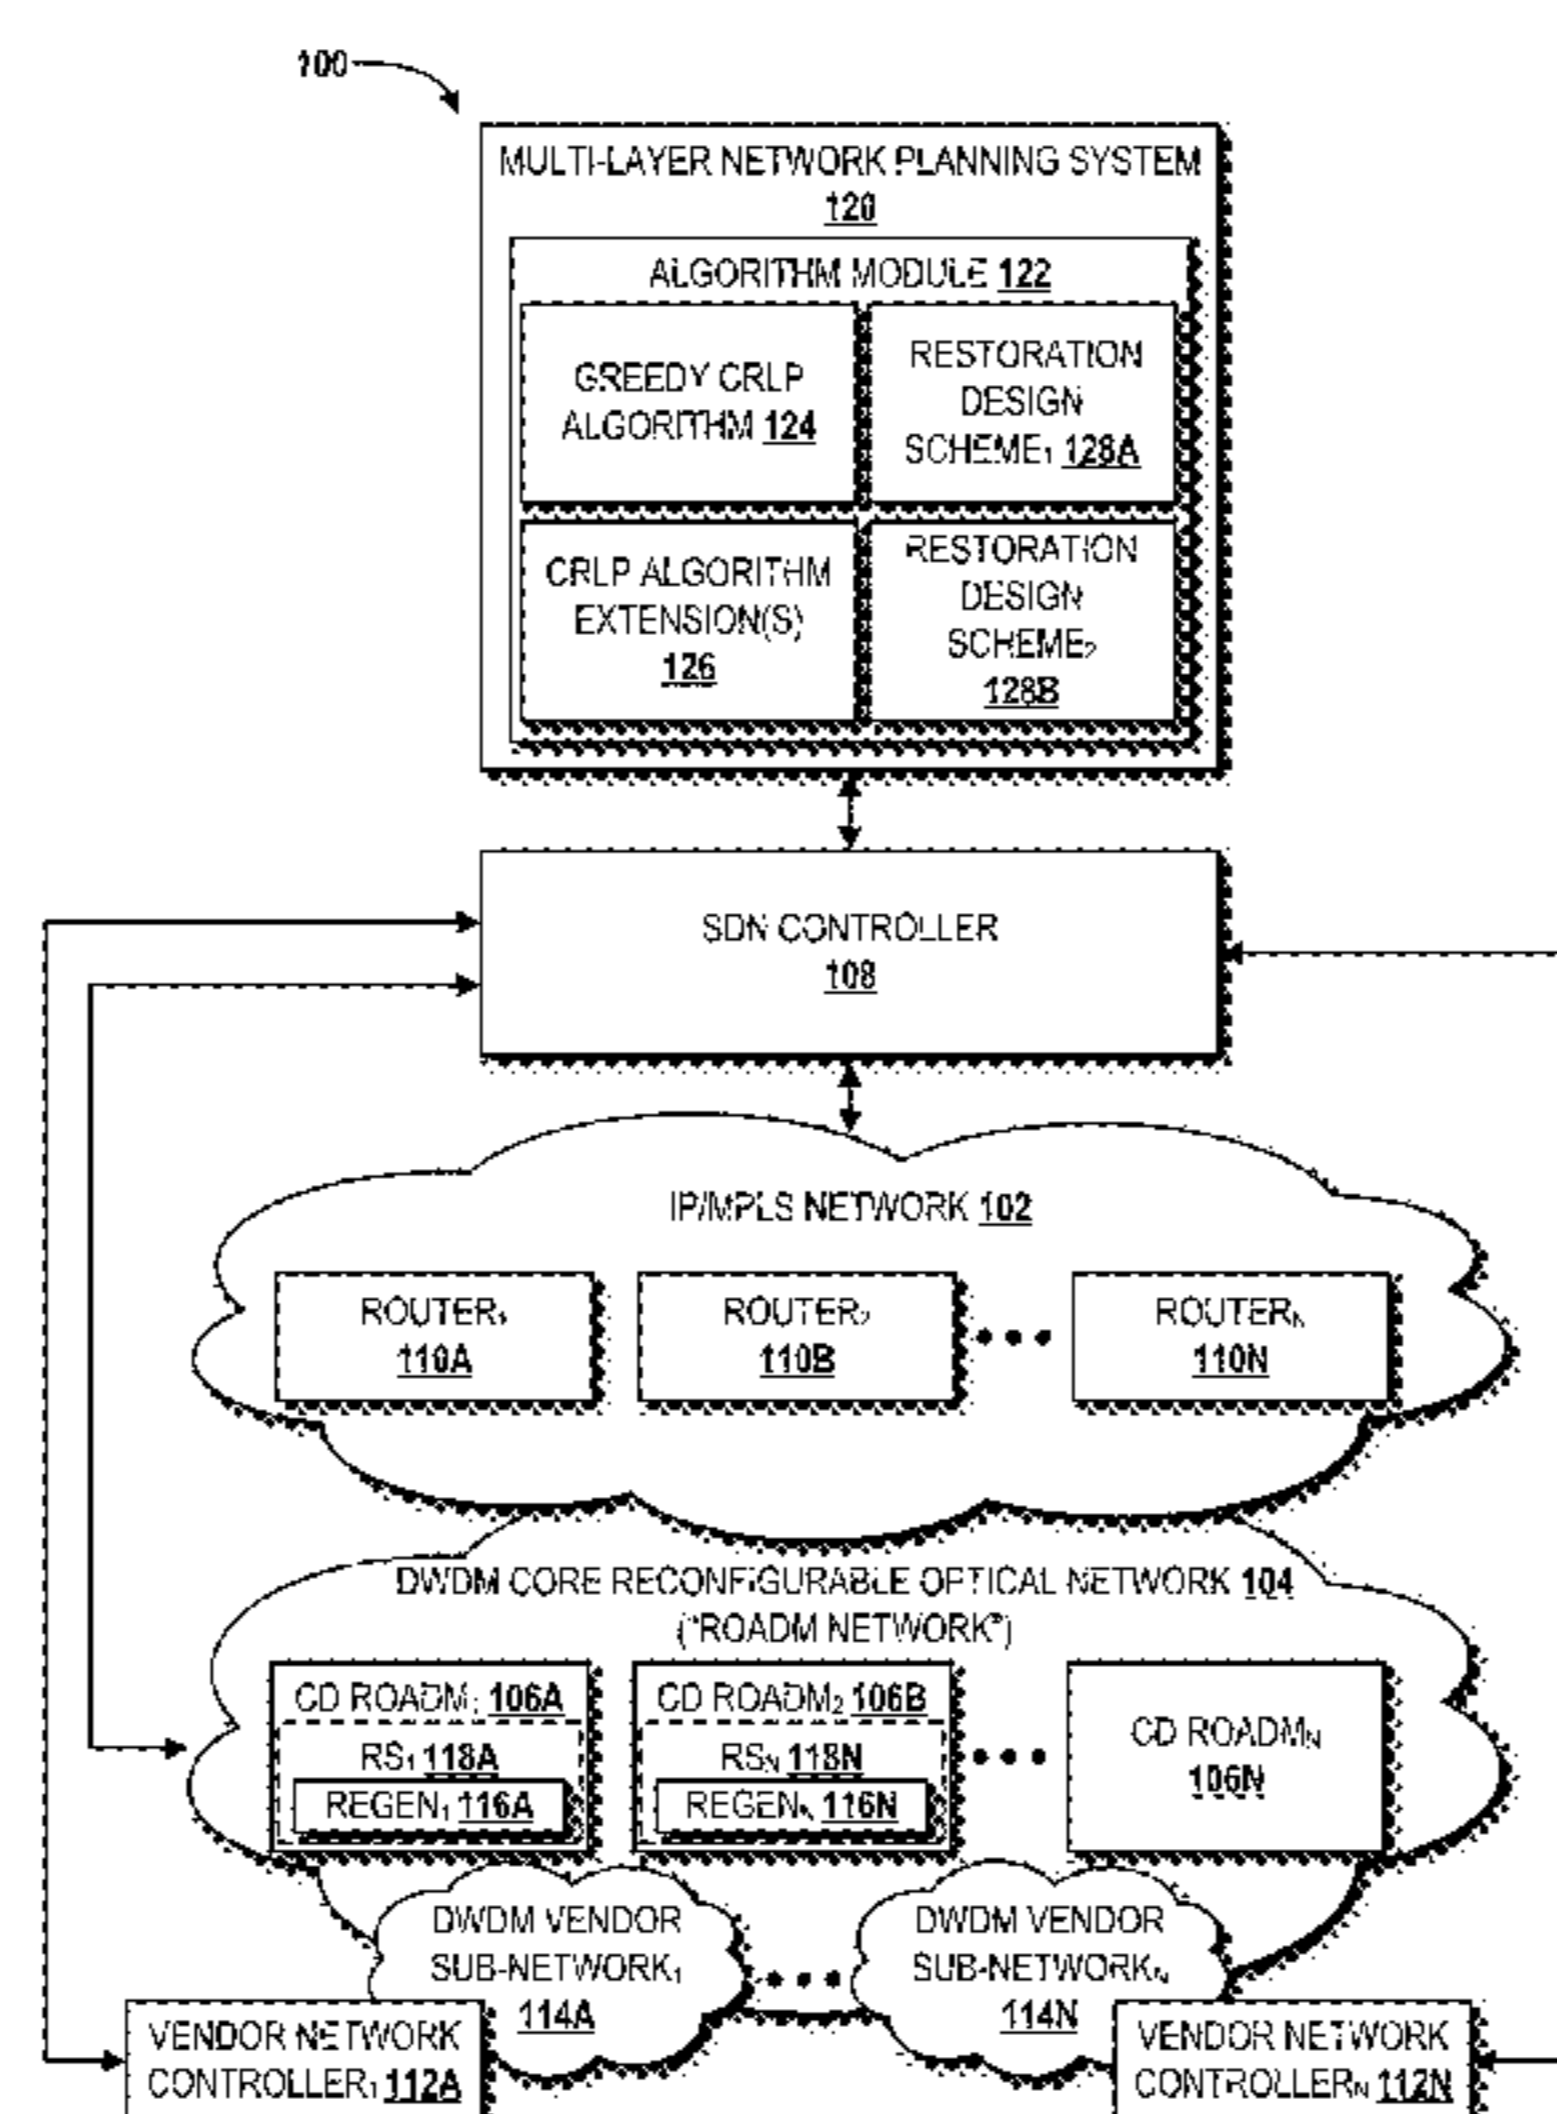 100
MULTI-LAYER NETWORK PLANNING SYSTEM
120
ALGORITHM MODULE 122
GREEDY CRLP
ALGORITHM 124
RESTORATION
DESIGN
SCHEME₁ 128A
CRLP ALGORITHM
EXTENSION(S)
126
RESTORATION
DESIGN
SCHEME₂
128B
SDN CONTROLLER
108
IP/MPLS NETWORK 102
ROUTER₁
110A
ROUTER₂
110B
ROUTERₙ
110N
DWDM CORE RECONFIGURABLE OPTICAL NETWORK 104
("ROADM NETWORK")
CD ROADM₁ 106A
RS₁ 118A
REGEN₁ 116A
CD ROADM₂ 106B
RSₙ 118N
REGENₙ 116N
CD ROADMₙ
106N
DWDM VENDOR
SUB-NETWORK₁
114A
DWDM VENDOR
SUB-NETWORKₙ
114N
VENDOR NETWORK
CONTROLLER₁ 112A
VENDOR NETWORK
CONTROLLERₙ 112N